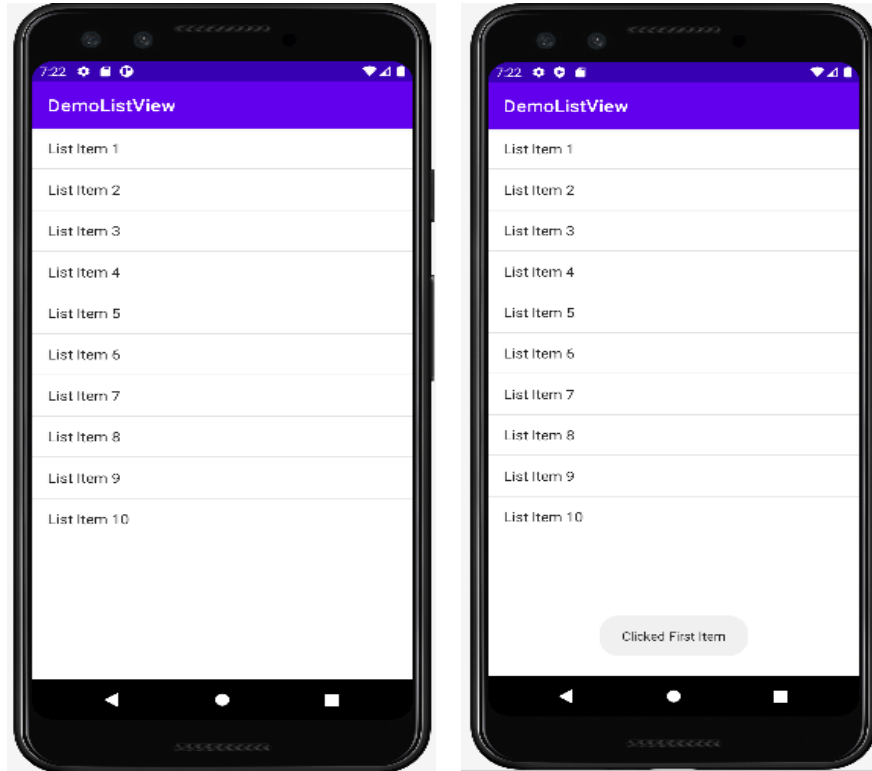 7:22
DemoListView
List Item 1
List Item 2
List Item 3
List Item 4
List Item 5
List Item 6
List Item 7
List Item 8
List Item 9
List Item 10
7:22
DemoListView
List Item 1
List Item 2
List Item 3
List Item 4
List Item 5
List Item 6
List Item 7
List Item 8
List Item 9
List Item 10
Clicked First Item